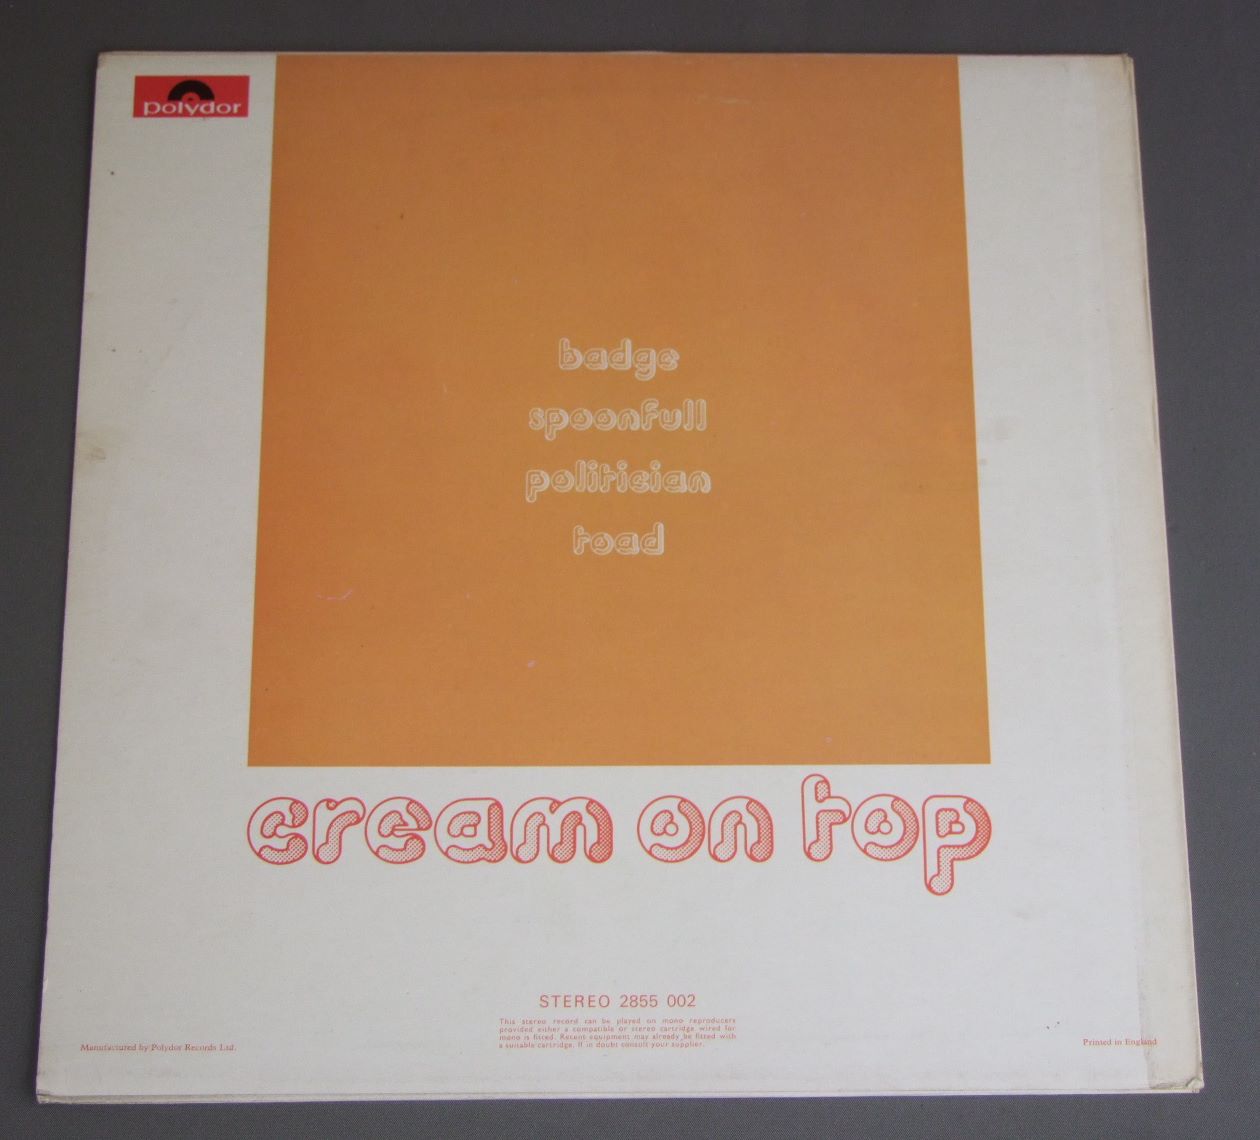 polydor
badge
spoonfull
politician
toad
cream on top
STEREO 2855 002
This stereo record can be played on mono reproducers
provided either a compatible or stereo cartridge wired for
mono is fitted. Recent equipment may already be fitted with
a suitable cartridge. If in doubt consult your supplier.
Manufactured by Polydor Records Ltd.
Printed in England